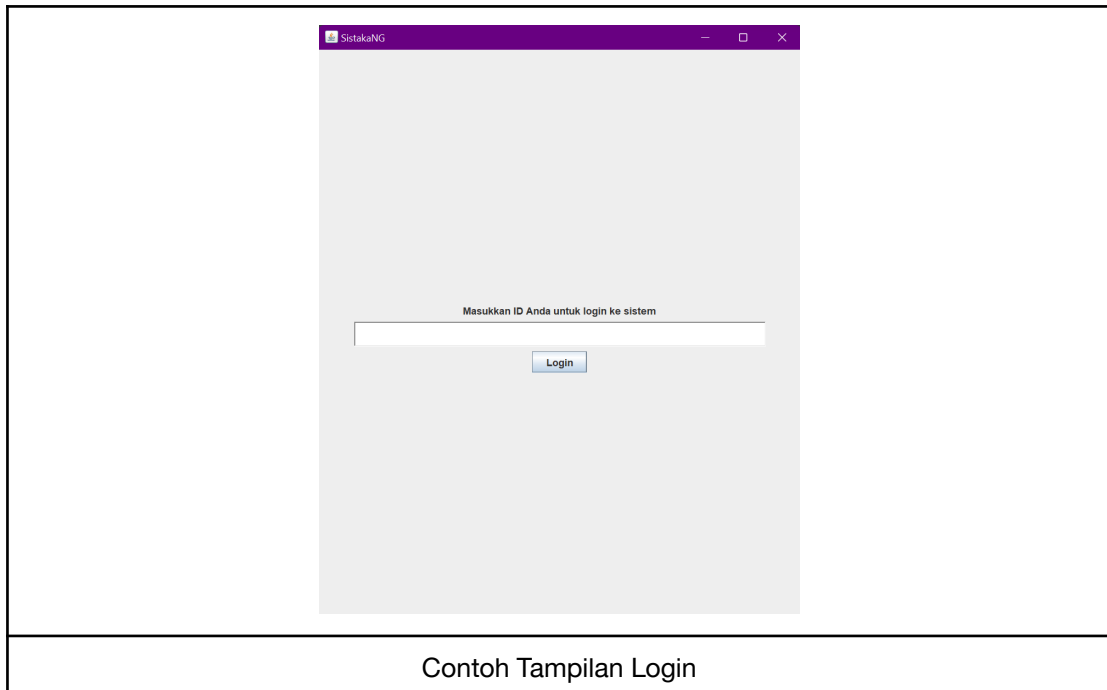 SistakaNG
Masukkan ID Anda untuk login ke sistem
Login
Contoh Tampilan Login